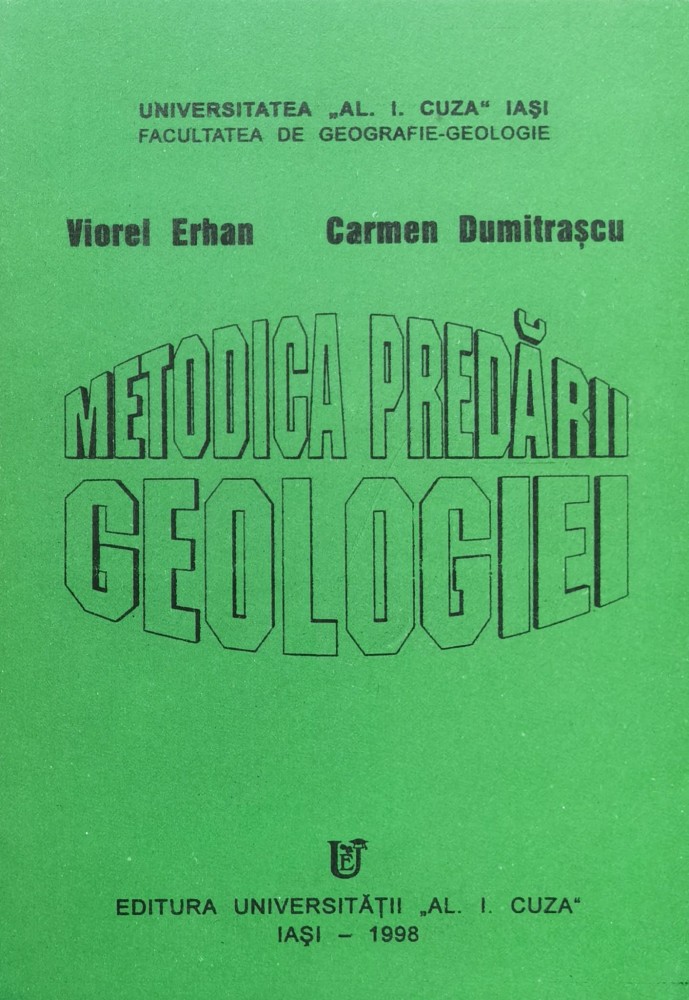 UNIVERSITATEA „AL. I. CUZA“ IAŞI
FACULTATEA DE GEOGRAFIE-GEOLOGIE
Viorel Erhan Carmen Dumitraşcu
METODICA PREDĂRII
GEOLOGIEI
UE
EDITURA UNIVERSITĂŢII „AL. I. CUZA“
IAŞI – 1998